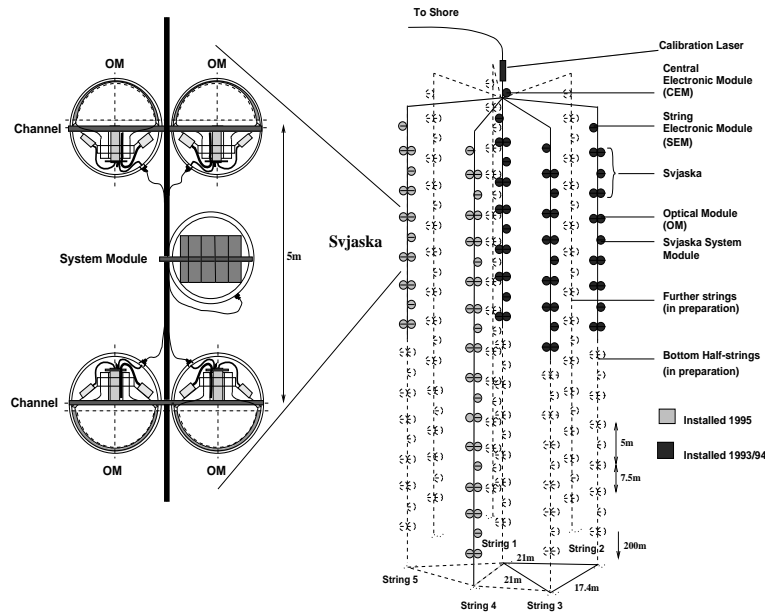 OM
OM
Channel
5m
System Module
Channel
OM
OM
To Shore
Calibration Laser
Central
Electronic Module
(CEM)
String
Electronic Module
(SEM)
Svjaska
Svjaska
Optical Module
(OM)
Svjaska System
Module
Further strings
(in preparation)
Bottom Half-strings
(in preparation)
Installed 1995
Installed 1993/94
5m
7.5m
200m
String 1
String 2
21m
21m
17.4m
String 5
String 4
String 3